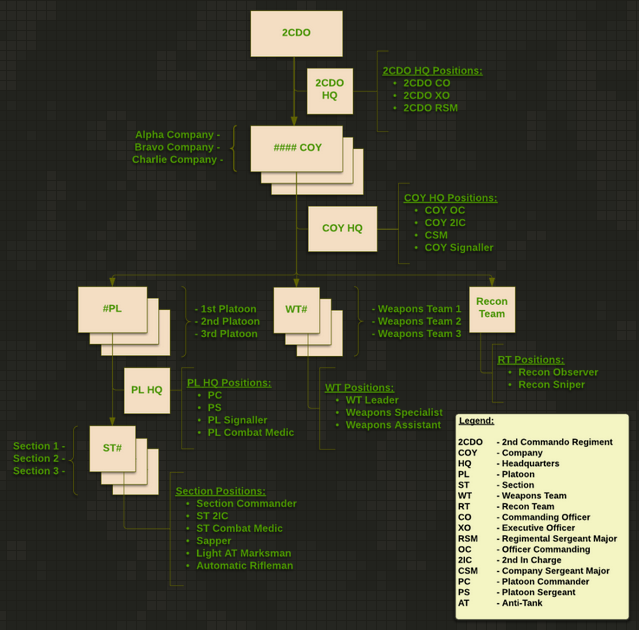 2CDO
2CDO
HQ
2CDO HQ Positions:
• 2CDO CO
• 2CDO XO
• 2CDO RSM
Alpha Company -
Bravo Company -
Charlie Company -
#### COY
COY HQ
COY HQ Positions:
• COY OC
• COY 2IC
• CSM
• COY Signaller
#PL
- 1st Platoon
- 2nd Platoon
- 3rd Platoon
WT#
- Weapons Team 1
- Weapons Team 2
- Weapons Team 3
Recon
Team
RT Positions:
• Recon Observer
• Recon Sniper
PL HQ
PL HQ Positions:
• PC
• PS
• PL Signaller
• PL Combat Medic
WT Positions:
• WT Leader
• Weapons Specialist
• Weapons Assistant
Section 1 -
Section 2 -
Section 3 -
ST#
Section Positions:
• Section Commander
• ST 2IC
• ST Combat Medic
• Sapper
• Light AT Marksman
• Automatic Rifleman
Legend:
2CDO - 2nd Commando Regiment
COY - Company
HQ - Headquarters
PL - Platoon
ST - Section
WT - Weapons Team
RT - Recon Team
CO - Commanding Officer
XO - Executive Officer
RSM - Regimental Sergeant Major
OC - Officer Commanding
2IC - 2nd In Charge
CSM - Company Sergeant Major
PC - Platoon Commander
PS - Platoon Sergeant
AT - Anti-Tank